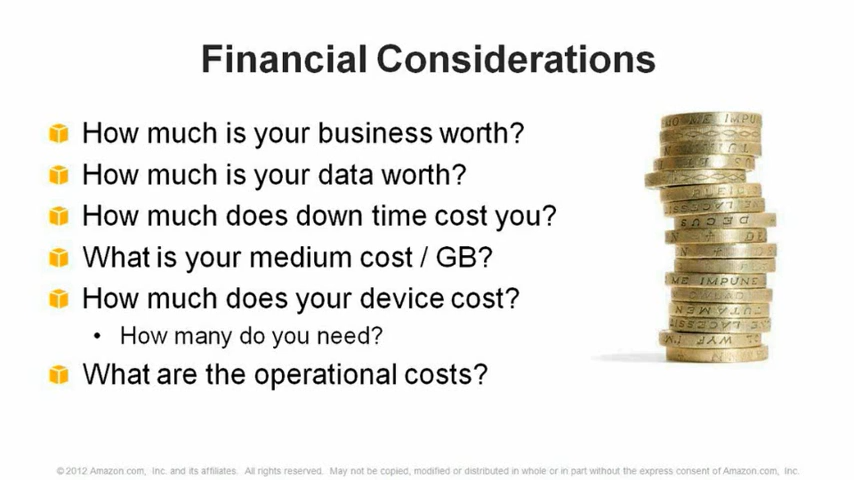 Financial Considerations
How much is your business worth?
How much is your data worth?
How much does down time cost you?
What is your medium cost / GB?
How much does your device cost?
• How many do you need?
What are the operational costs?
©2012 Amazon.com, Inc. and its affiliates. All rights reserved. May not be copied, modified or distributed in whole or in part without the express consent of Amazon.com, Inc.